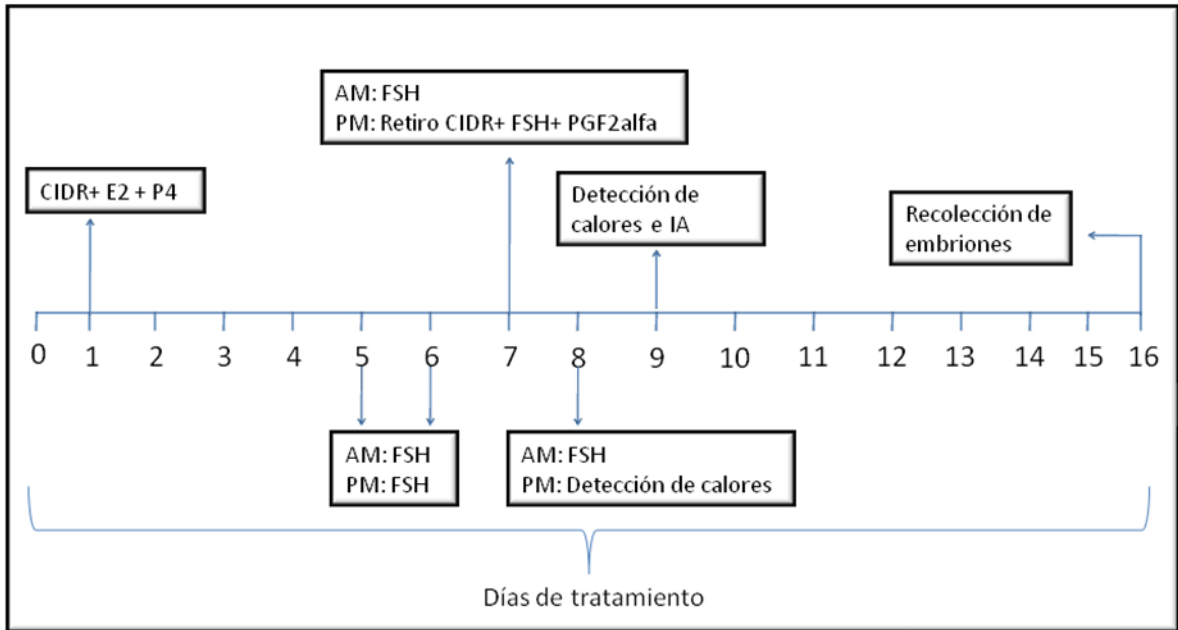 AM: FSH
PM: Retiro CIDR+ FSH+ PGF2alfa
CIDR+ E2 + P4
Detección de
calores e IA
Recolección de
embriones
0 1 2 3 4 5 6 7 8 9 10 11 12 13 14 15 16
AM: FSH
PM: FSH
AM: FSH
PM: Detección de calores
Días de tratamiento